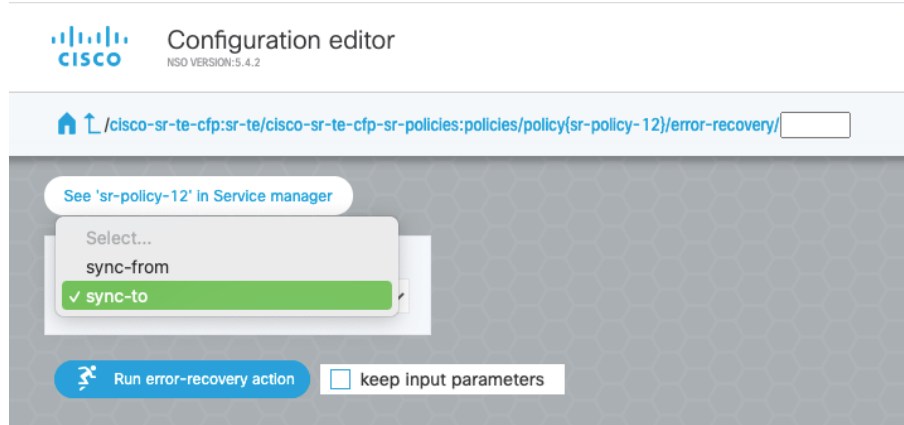 CISCO
Configuration editor
NSO VERSION:5.4.2
/cisco-sr-te-cfp:sr-te/cisco-sr-te-cfp-sr-policies:policies/policy{sr-policy-12}/error-recovery/
See 'sr-policy-12' in Service manager
Select...
sync-from
✓ sync-to
Run error-recovery action
keep input parameters